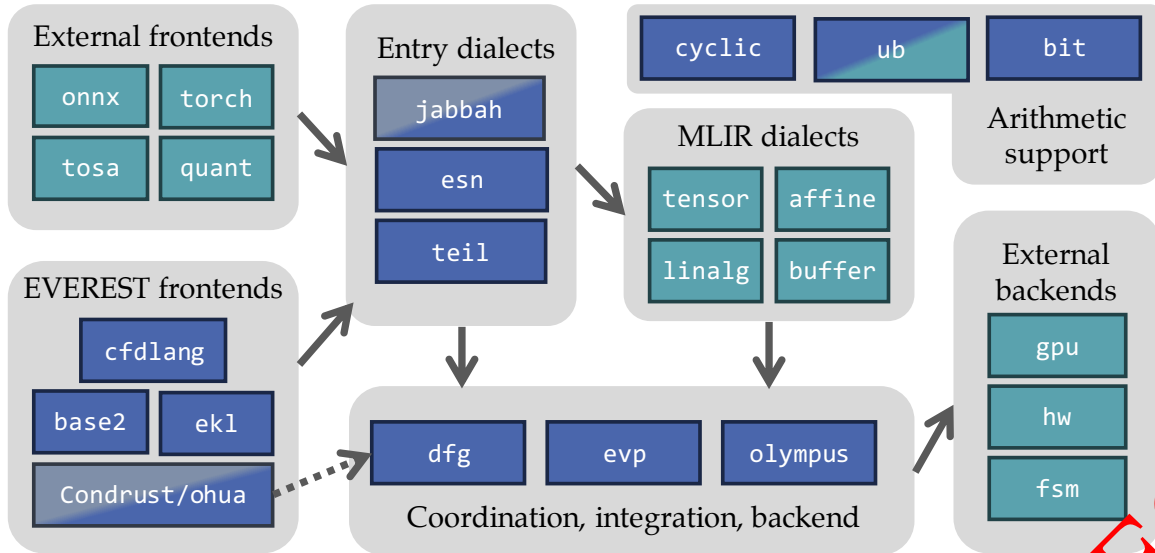 External frontends
onnx
torch
tosa
quant
Entry dialects
jabbah
esn
teil
cyclic
ub
bit
Arithmetic
support
MLIR dialects
tensor
affine
linalg
buffer
EVEREST frontends
cfdlang
base2
ekl
Condrust/ohua
dfg
evp
olympus
Coordination, integration, backend
External
backends
gpu
hw
fsm